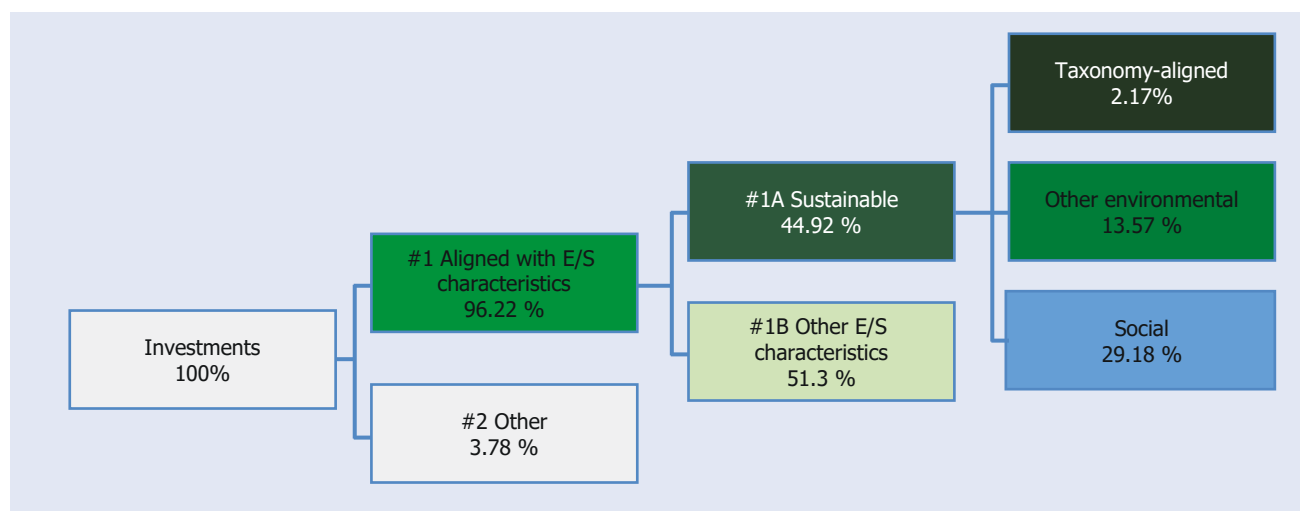 Investments
100%
#1 Aligned with E/S
characteristics
96.22 %
#2 Other
3.78 %
#1A Sustainable
44.92 %
#1B Other E/S
characteristics
51.3 %
Taxonomy-aligned
2.17%
Other environmental
13.57 %
Social
29.18 %